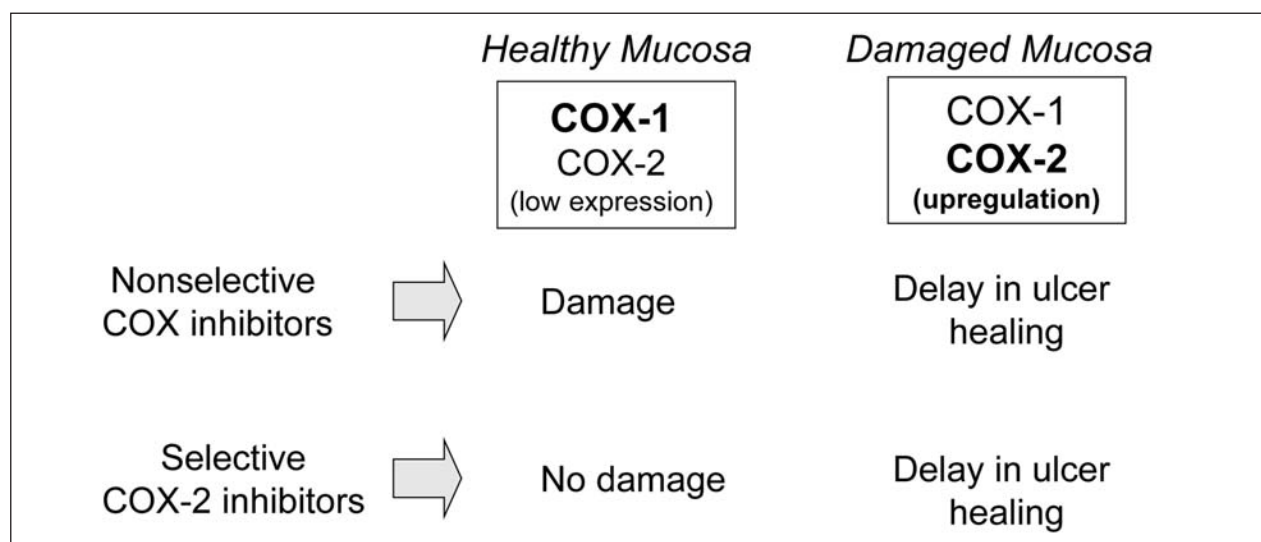 Healthy Mucosa
Damaged Mucosa
COX-1
COX-2
(low expression)
COX-1
COX-2
(upregulation)
Nonselective
COX inhibitors
Damage
Delay in ulcer
healing
Selective
COX-2 inhibitors
No damage
Delay in ulcer
healing